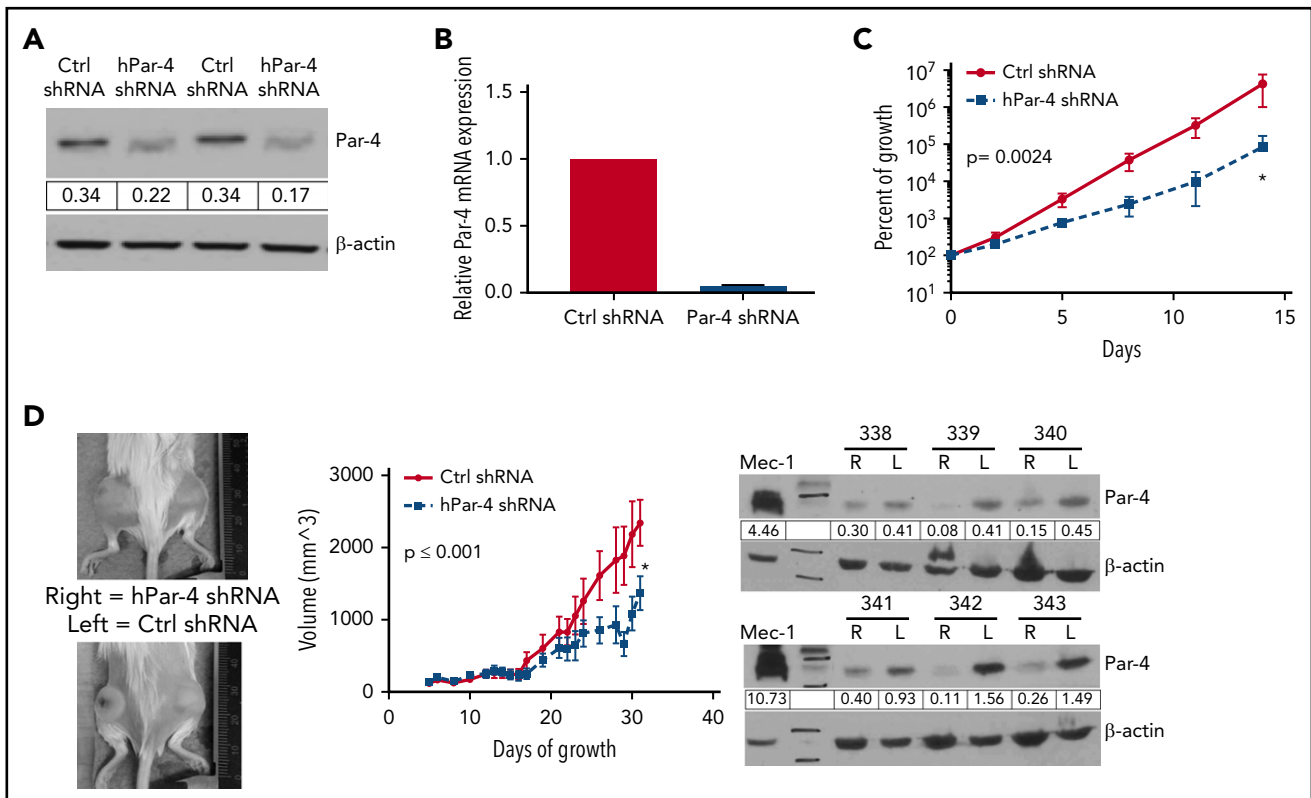 A
Ctrl shRNA
hPar-4 shRNA
Ctrl shRNA
hPar-4 shRNA
Par-4
0.34 0.22 0.34 0.17
β-actin
B
Relative Par-4 mRNA expression
1.5
1.0
0.5
0.0
Ctrl shRNA Par-4 shRNA
C
Percent of growth
10^7
10^6
10^5
10^4
10^3
10^2
10^1
Ctrl shRNA
hPar-4 shRNA
p= 0.0024
*
0 5 10 15
Days
D
Right = hPar-4 shRNA
Left = Ctrl shRNA
Volume (mm^3)
3000
2000
1000
0
Ctrl shRNA
hPar-4 shRNA
p ≤ 0.001
*
0 10 20 30 40
Days of growth
338 339 340
Mec-1 R L R L R L
Par-4
4.46 0.30 0.41 0.08 0.41 0.15 0.45
β-actin
341 342 343
Mec-1 R L R L R L
Par-4
10.73 0.40 0.93 0.11 1.56 0.26 1.49
β-actin